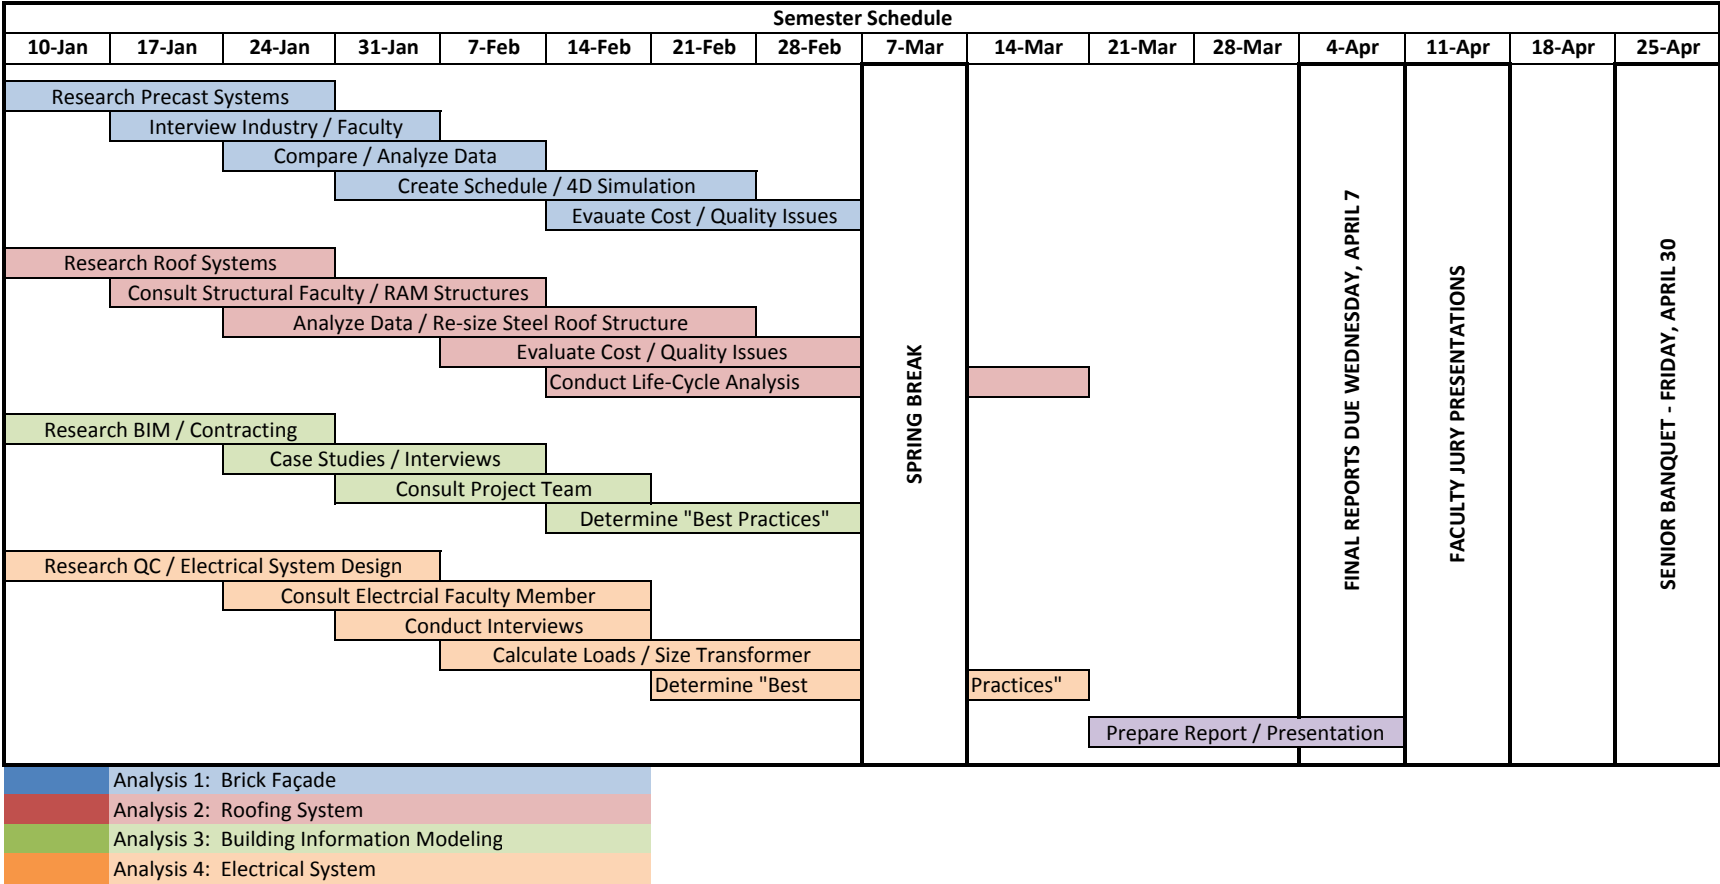 Semester Schedule
10-Jan 17-Jan 24-Jan 31-Jan 7-Feb 14-Feb 21-Feb 28-Feb 7-Mar 14-Mar 21-Mar 28-Mar 4-Apr 11-Apr 18-Apr 25-Apr
Research Precast Systems
Interview Industry / Faculty
Compare / Analyze Data
Create Schedule / 4D Simulation
Evauate Cost / Quality Issues
Research Roof Systems
Consult Structural Faculty / RAM Structures
Analyze Data / Re-size Steel Roof Structure
Evaluate Cost / Quality Issues
Conduct Life-Cycle Analysis
Research BIM / Contracting
Case Studies / Interviews
Consult Project Team
Determine "Best Practices"
Research QC / Electrical System Design
Consult Electrcial Faculty Member
Conduct Interviews
Calculate Loads / Size Transformer
Determine "Best Practices"
Prepare Report / Presentation
SPRING BREAK
FINAL REPORTS DUE WEDNESDAY, APRIL 7
FACULTY JURY PRESENTATIONS
SENIOR BANQUET - FRIDAY, APRIL 30
Analysis 1: Brick Façade
Analysis 2: Roofing System
Analysis 3: Building Information Modeling
Analysis 4: Electrical System